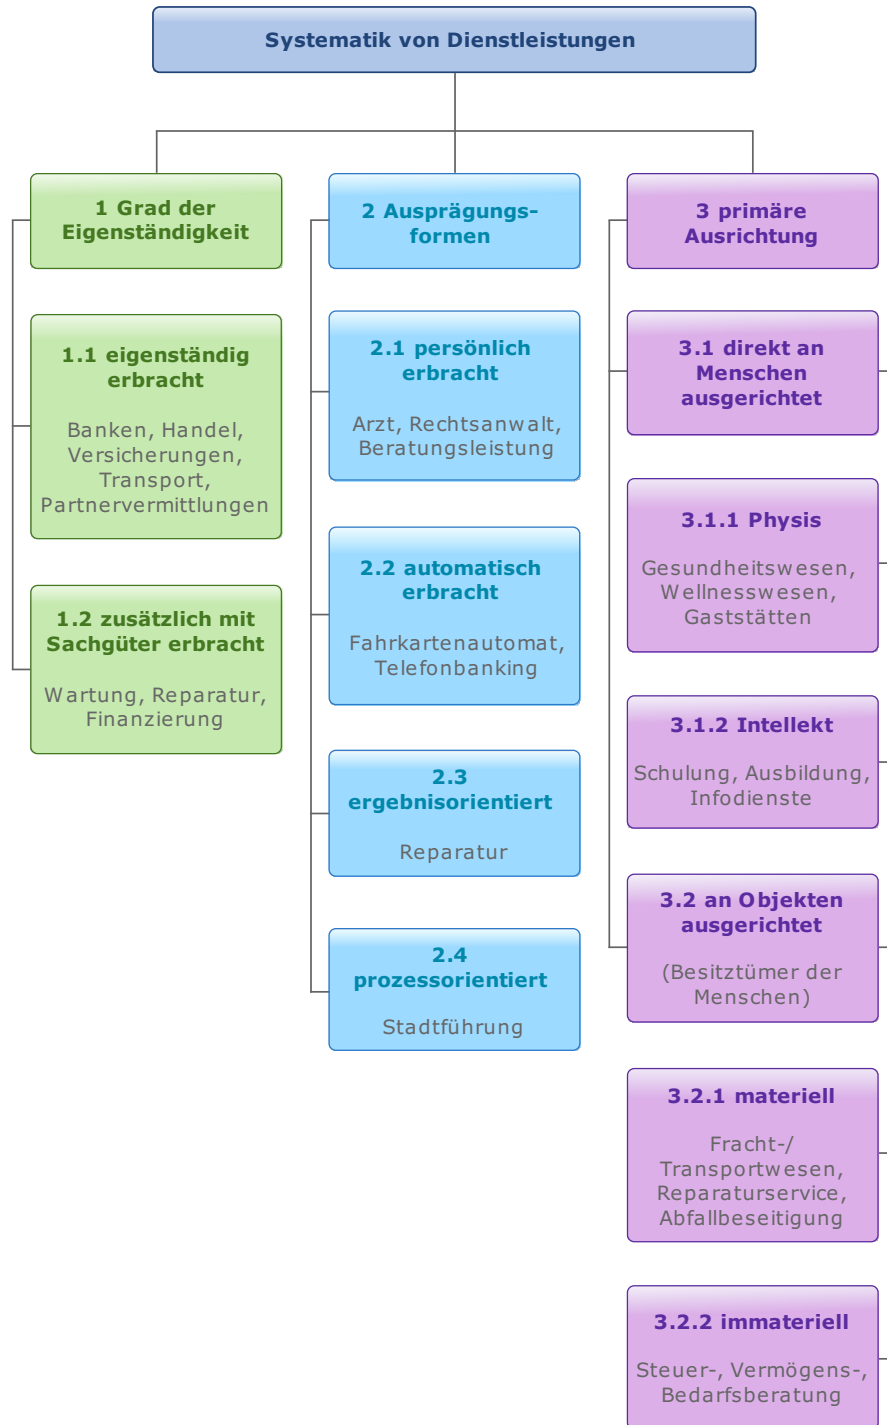 Systematik von Dienstleistungen
1 Grad der
Eigenständigkeit
1.1 eigenständig
erbracht
Banken, Handel,
Versicherungen,
Transport,
Partnervermittlungen
1.2 zusätzlich mit
Sachgüter erbracht
Wartung, Reparatur,
Finanzierung
2 Ausprägungs-
formen
2.1 persönlich
erbracht
Arzt, Rechtsanwalt,
Beratungsleistung
2.2 automatisch
erbracht
Fahrkartenautomat,
Telefonbanking
2.3
ergebnisorientiert
Reparatur
2.4
prozessorientiert
Stadtführung
3 primäre
Ausrichtung
3.1 direkt an
Menschen
ausgerichtet
3.1.1 Physis
Gesundheitswesen,
Wellnesswesen,
Gaststätten
3.1.2 Intellekt
Schulung, Ausbildung,
Infodienste
3.2 an Objekten
ausgerichtet
(Besitztümer der
Menschen)
3.2.1 materiell
Fracht-/
Transportwesen,
Reparaturservice,
Abfallbeseitigung
3.2.2 immateriell
Steuer-, Vermögens-,
Bedarfsberatung